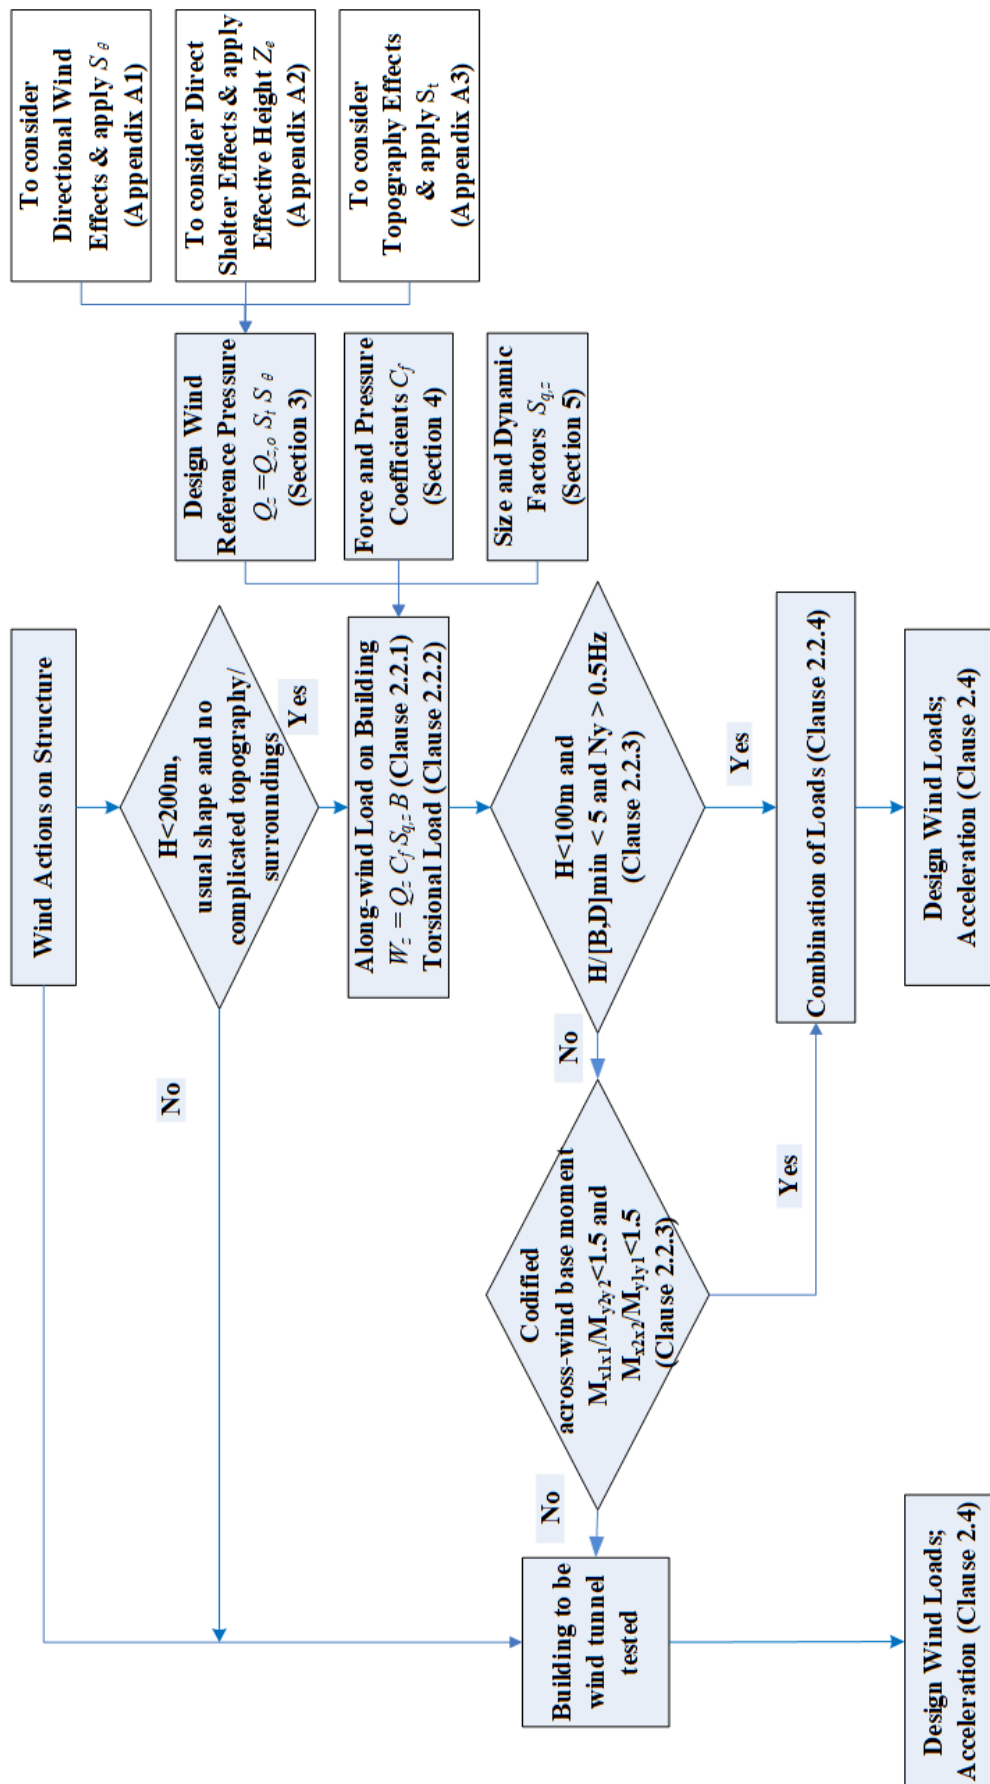 Wind Actions on Structure
H<200m,
usual shape and no
complicated topography/
surroundings
Yes
No
To consider
Directional Wind
Effects & apply S θ
(Appendix A1)
To consider Direct
Shelter Effects & apply
Effective Height Ze
(Appendix A2)
To consider
Topography Effects
& apply St
(Appendix A3)
Design Wind
Reference Pressure
Qz =Qz,o St S θ
(Section 3)
Force and Pressure
Coefficients Cf
(Section 4)
Size and Dynamic
Factors Sq,z
(Section 5)
Along-wind Load on Building
Wz = Qz Cf Sq,z B (Clause 2.2.1)
Torsional Load (Clause 2.2.2)
H<100m and
H/[B,D]min < 5 and Ny > 0.5Hz
(Clause 2.2.3)
No
Yes
Codified
across-wind base moment
Mx1x1/My2y2<1.5 and
Mx2x2/My1y1<1.5
(Clause 2.2.3)
No
Yes
Building to be
wind tunnel
tested
Combination of Loads (Clause 2.2.4)
Design Wind Loads;
Acceleration (Clause 2.4)
Design Wind Loads;
Acceleration (Clause 2.4)